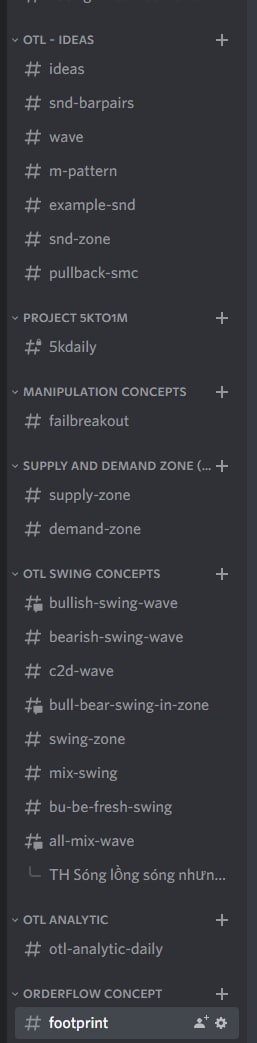 OTL - IDEAS
ideas
snd-barpairs
wave
m-pattern
example-snd
snd-zone
pullback-smc
PROJECT 5KTO1M
5kdaily
MANIPULATION CONCEPTS
failbreakout
SUPPLY AND DEMAND ZONE (...
supply-zone
demand-zone
OTL SWING CONCEPTS
bullish-swing-wave
bearish-swing-wave
c2d-wave
bull-bear-swing-in-zone
swing-zone
mix-swing
bu-be-fresh-swing
all-mix-wave
TH Sóng lồng sóng nhưn...
OTL ANALYTIC
otl-analytic-daily
ORDERFLOW CONCEPT
footprint